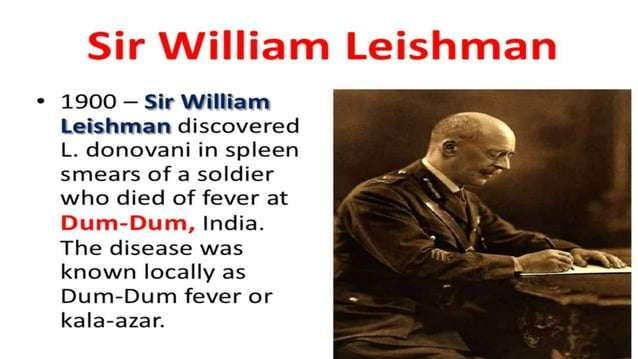 Sir William Leishman
• 1900 – Sir William
Leishman discovered
L. donovani in spleen
smears of a soldier
who died of fever at
Dum-Dum, India.
The disease was
known locally as
Dum-Dum fever or
kala-azar.